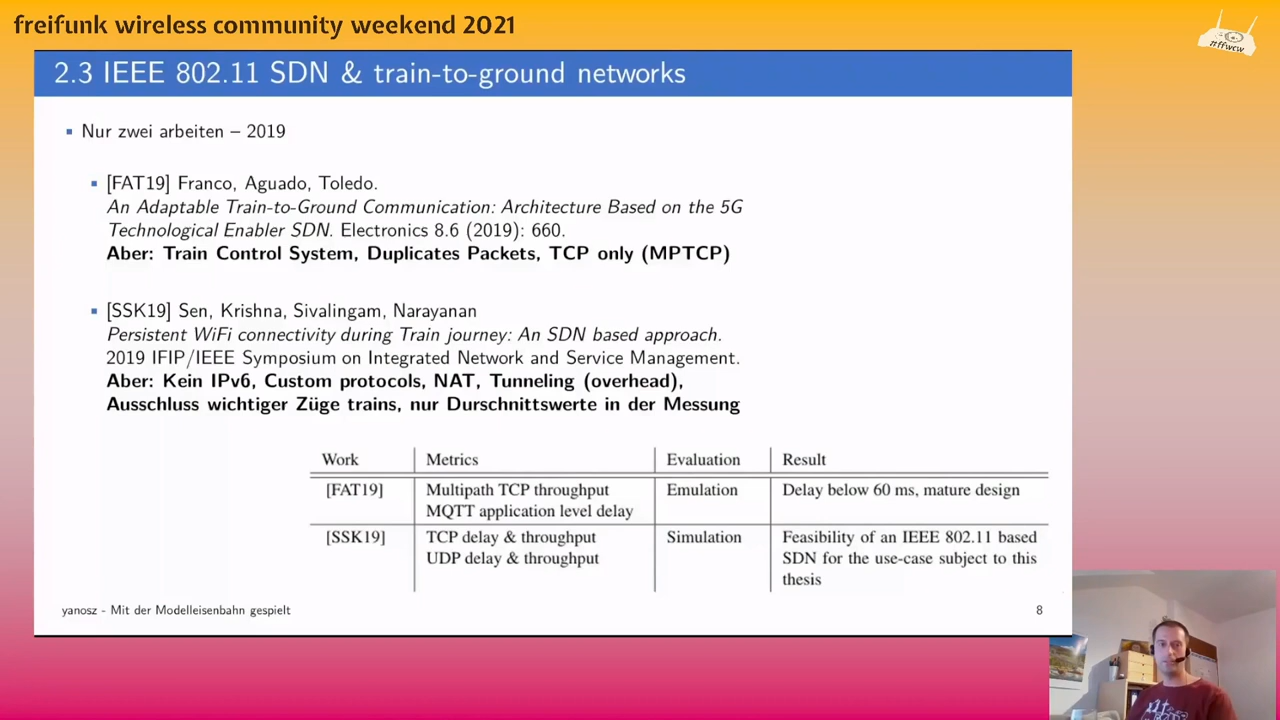 freifunk wireless community weekend 2021
#ffwcw
2.3 IEEE 802.11 SDN & train-to-ground networks
Nur zwei arbeiten – 2019
[FAT19] Franco, Aguado, Toledo.
An Adaptable Train-to-Ground Communication: Architecture Based on the 5G
Technological Enabler SDN. Electronics 8.6 (2019): 660.
Aber: Train Control System, Duplicates Packets, TCP only (MPTCP)
[SSK19] Sen, Krishna, Sivalingam, Narayanan
Persistent WiFi connectivity during Train journey: An SDN based approach.
2019 IFIP/IEEE Symposium on Integrated Network and Service Management.
Aber: Kein IPv6, Custom protocols, NAT, Tunneling (overhead),
Ausschluss wichtiger Züge trains, nur Durschnittswerte in der Messung
Work Metrics Evaluation Result
[FAT19] Multipath TCP throughput Emulation Delay below 60 ms, mature design
MQTT application level delay
[SSK19] TCP delay & throughput Simulation Feasibility of an IEEE 802.11 based
UDP delay & throughput SDN for the use-case subject to this
thesis
yanosz - Mit der Modelleisenbahn gespielt 8